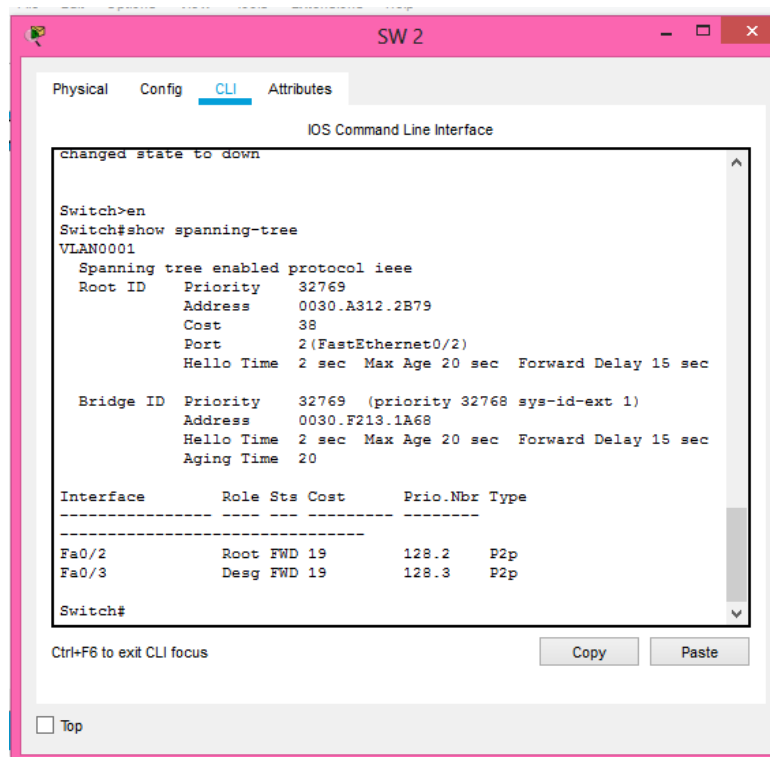 SW 2
Physical Config CLI Attributes
IOS Command Line Interface
changed state to down
Switch>en
Switch#show spanning-tree
VLAN0001
Spanning tree enabled protocol ieee
Root ID Priority 32769
Address 0030.A312.2B79
Cost 38
Port 2(FastEthernet0/2)
Hello Time 2 sec Max Age 20 sec Forward Delay 15 sec
Bridge ID Priority 32769 (priority 32768 sys-id-ext 1)
Address 0030.F213.1A68
Hello Time 2 sec Max Age 20 sec Forward Delay 15 sec
Aging Time 20
Interface Role Sts Cost Prio.Nbr Type
---------------- ---- --- --------- --------
--------------------------------
Fa0/2 Root FWD 19 128.2 P2p
Fa0/3 Desg FWD 19 128.3 P2p
Switch#
Ctrl+F6 to exit CLI focus
Copy Paste
Top